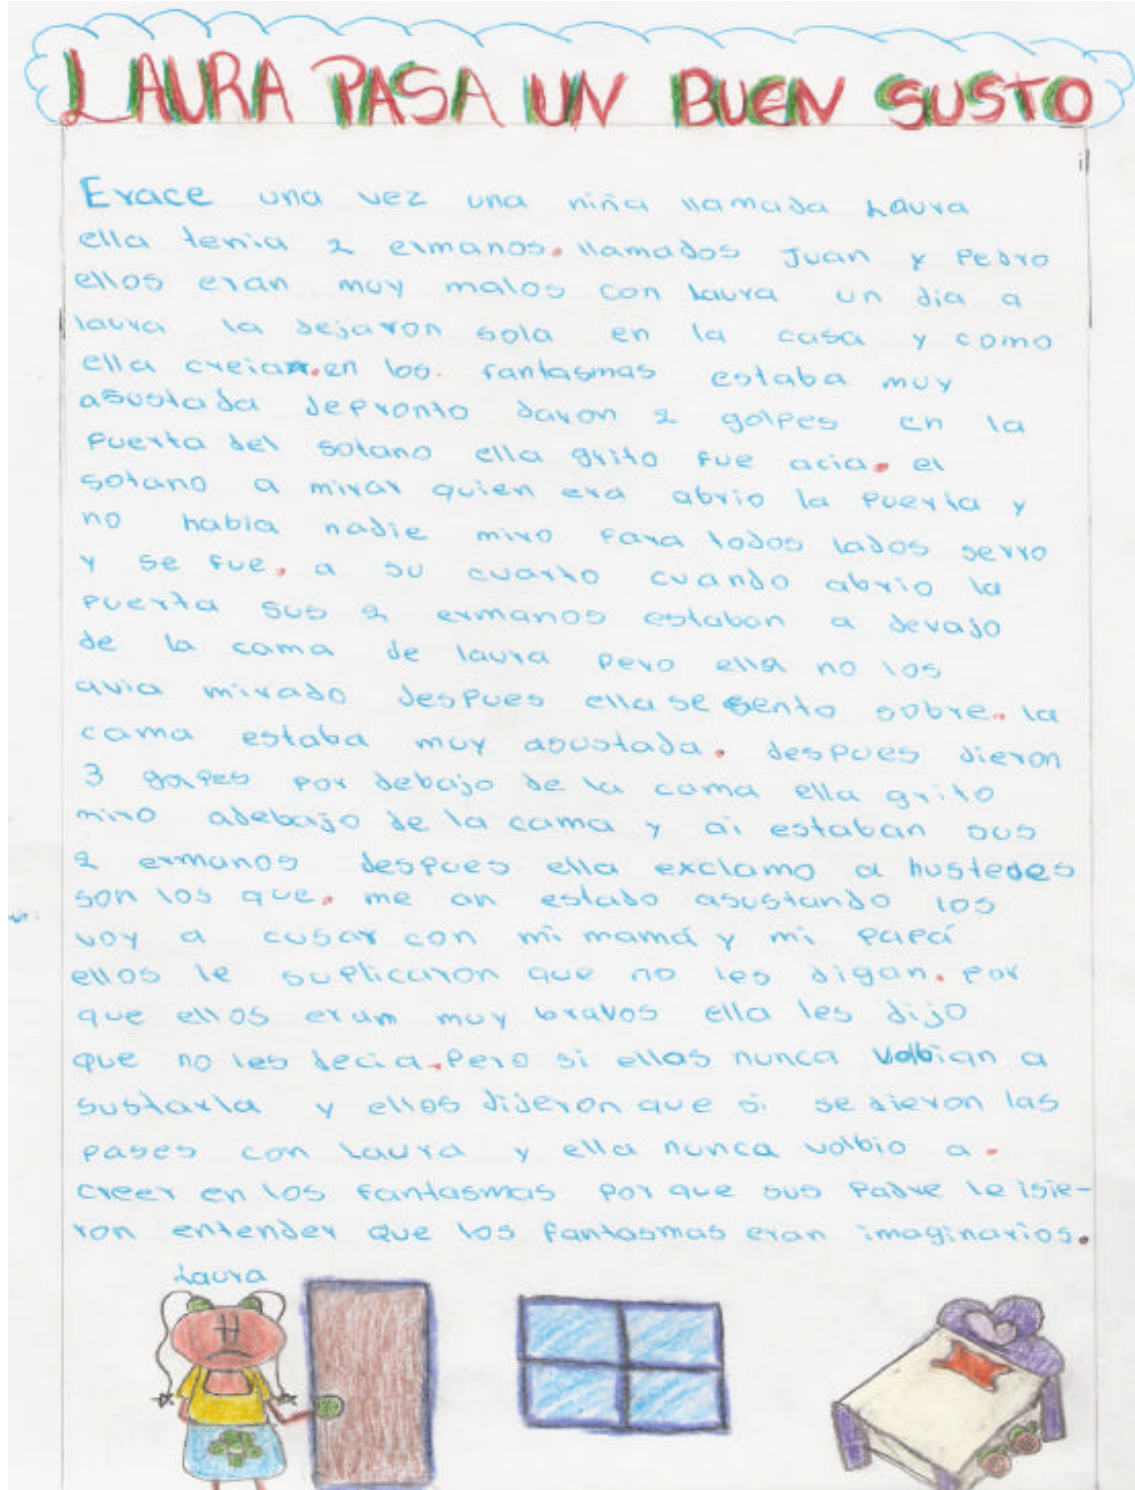 LAURA PASA UN BUEN SUSTO
Erace una vez una niña llamada Laura
ella tenia 2 ermanos. llamados Juan y Pedro
ellos eran muy malos con Laura un dia a
laura la dejaron sola en la casa y como
ella creia.en los. fantasmas estaba muy
asustada depronto daron 2 golpes en la
puerta del sotano ella grito fue acia. el
sotano a mirar quien era abrio la puerta y
no habia nadie miro para todos lados serro
y se fue. a su cuarto cuando abrio la
puerta sus 2 ermanos estaban a devajo
de la cama de laura pero ella no los
avia mirado despues ella se sento sobre. la
cama estaba muy asustada. despues dieron
3 golpes por debajo de la cama ella grito
miro adebajo de la cama y ai estaban sus
2 ermanos despues ella exclamo a hustedes
son los que. me an estado asustando los
voy a cusar con mi mamá y mi papá
ellos le suplicaron que no les digan. por
que ellos eram muy bravos ella les dijo
que no les decia.Pero si ellos nunca volbian a
sustarla y ellos dijeron que si se dieron las
pases con Laura y ella nunca volbio a.
creer en los fantasmas por que sus Padre le isie-
ron entender que los fantasmas eran imaginarios.
Laura